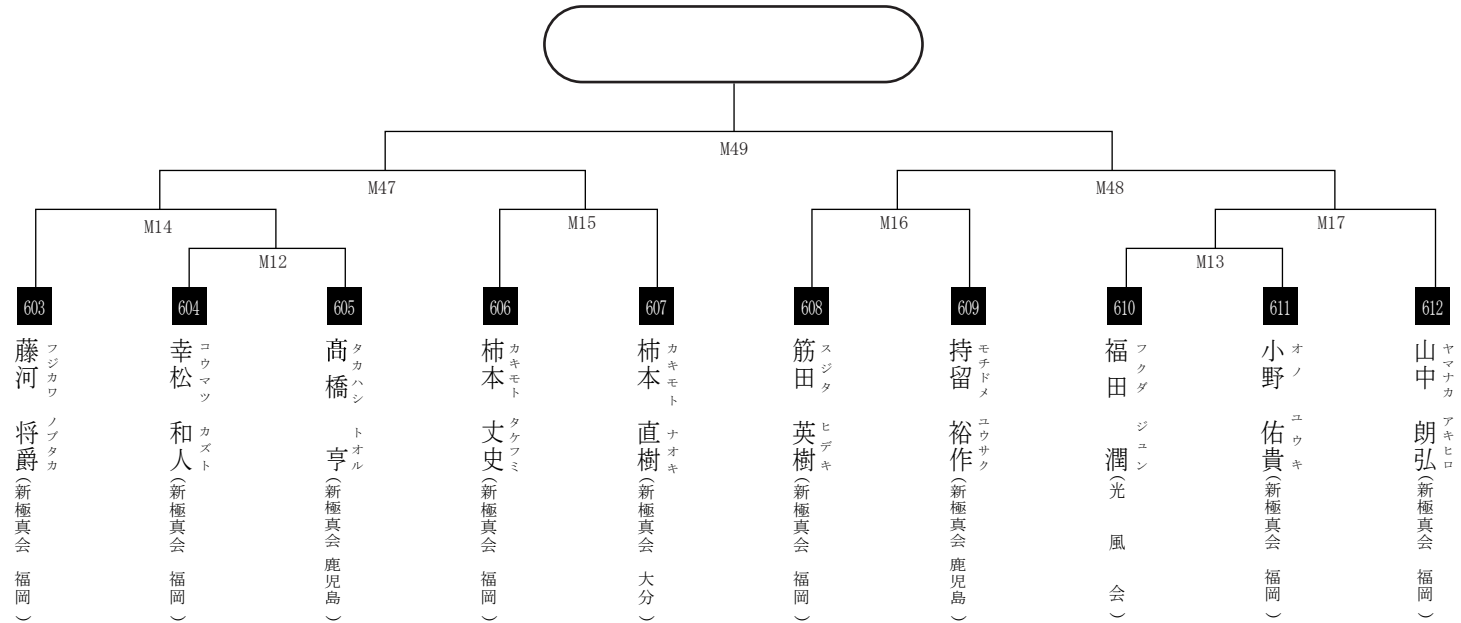 M49
M47
M48
M14
M15
M16
M17
M12
M13
603
604
605
606
607
608
609
610
611
612
藤河 将爵(新極真会 福岡)
フジカワ ノブタカ
幸松 和人(新極真会 福岡)
コウマツ カズト
髙橋 亨(新極真会 鹿児島)
タカハシ トオル
柿本 丈史(新極真会 福岡)
カキモト タケフミ
柿本 直樹(新極真会 大分)
カキモト ナオキ
筋田 英樹(新極真会 福岡)
スジタ ヒデキ
持留 裕作(新極真会 鹿児島)
モチドメ ユウサク
福田 潤(光風会)
フクダ ジュン
小野 佑貴(新極真会 福岡)
オノ ユウキ
山中 朗弘(新極真会 福岡)
ヤマナカ アキヒロ